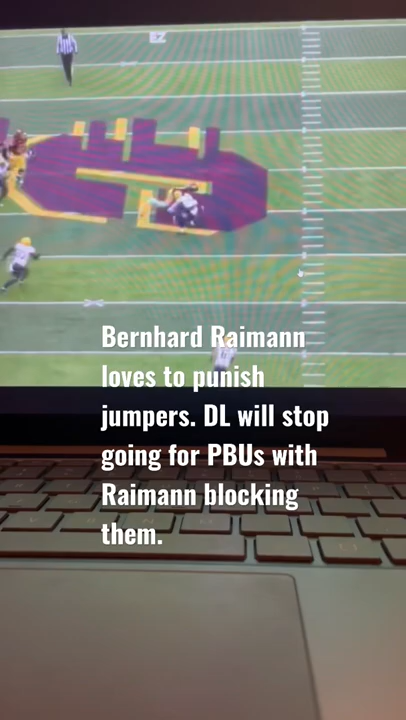 Bernhard Raimann
loves to punish
jumpers. DL will stop
going for PBUs with
Raimann blocking
them.